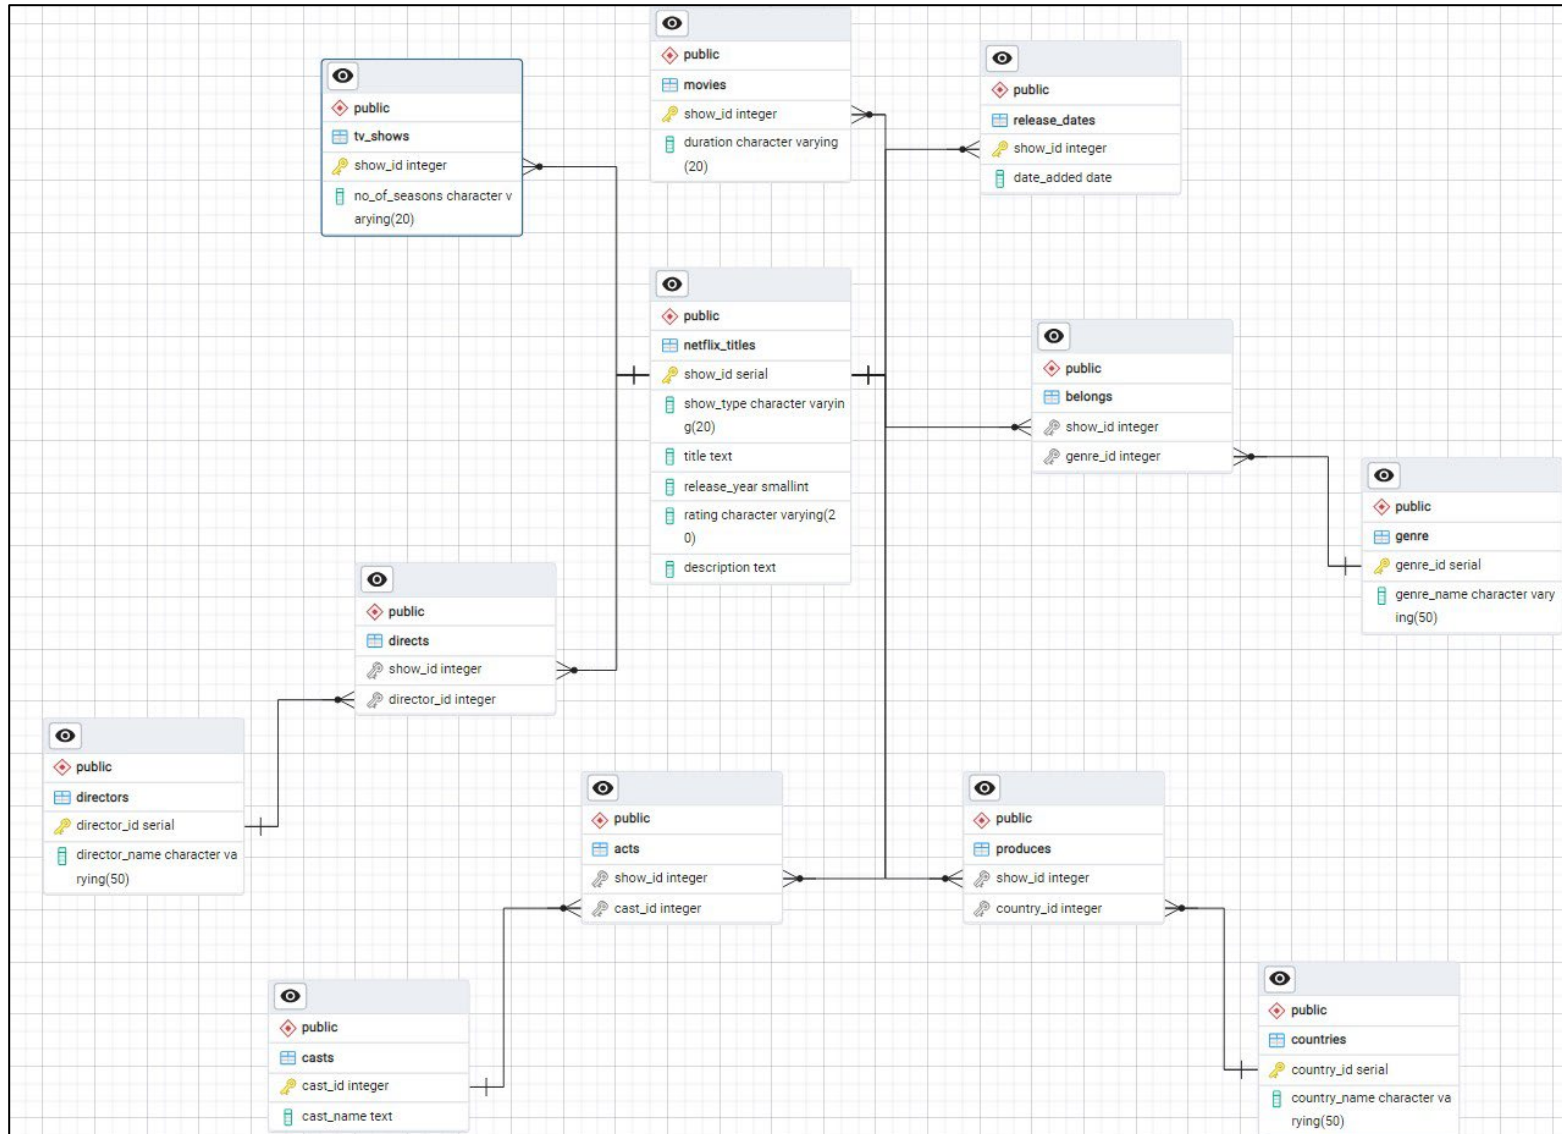 public
tv_shows
show_id integer
no_of_seasons character v
arying(20)
public
movies
show_id integer
duration character varying
(20)
public
release_dates
show_id integer
date_added date
public
netflix_titles
show_id serial
show_type character varyin
g(20)
title text
release_year smallint
rating character varying(2
0)
description text
public
belongs
show_id integer
genre_id integer
public
genre
genre_id serial
genre_name character vary
ing(50)
public
directs
show_id integer
director_id integer
public
directors
director_id serial
director_name character va
rying(50)
public
acts
show_id integer
cast_id integer
public
produces
show_id integer
country_id integer
public
casts
cast_id integer
cast_name text
public
countries
country_id serial
country_name character va
rying(50)